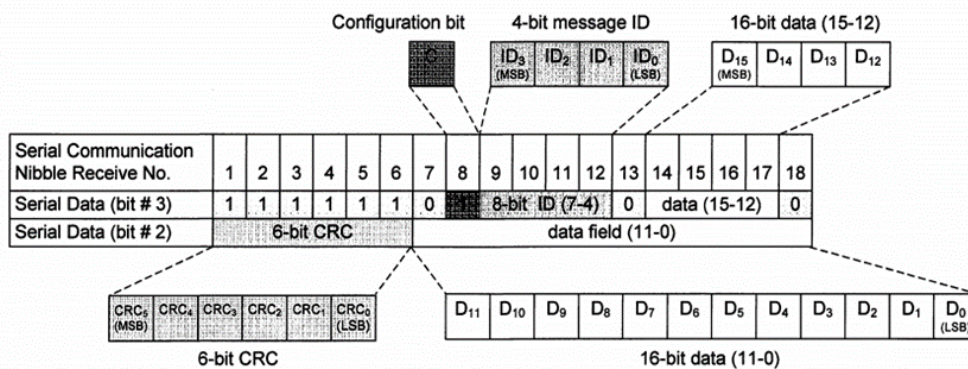 Configuration bit 4-bit message ID 16-bit data (15-12)
C ID3 ID2 ID1 ID0 D15 D14 D13 D12
(MSB) (LSB) (MSB)
Serial Communication
Nibble Receive No. 1 2 3 4 5 6 7 8 9 10 11 12 13 14 15 16 17 18
Serial Data (bit # 3) 1 1 1 1 1 1 0 1 8-bit ID (7-4) 0 data (15-12) 0
Serial Data (bit # 2) 6-bit CRC data field (11-0)
CRC5 CRC4 CRC3 CRC2 CRC1 CRC0 D11 D10 D9 D8 D7 D6 D5 D4 D3 D2 D1 D0
(MSB) (LSB) (LSB)
6-bit CRC 16-bit data (11-0)